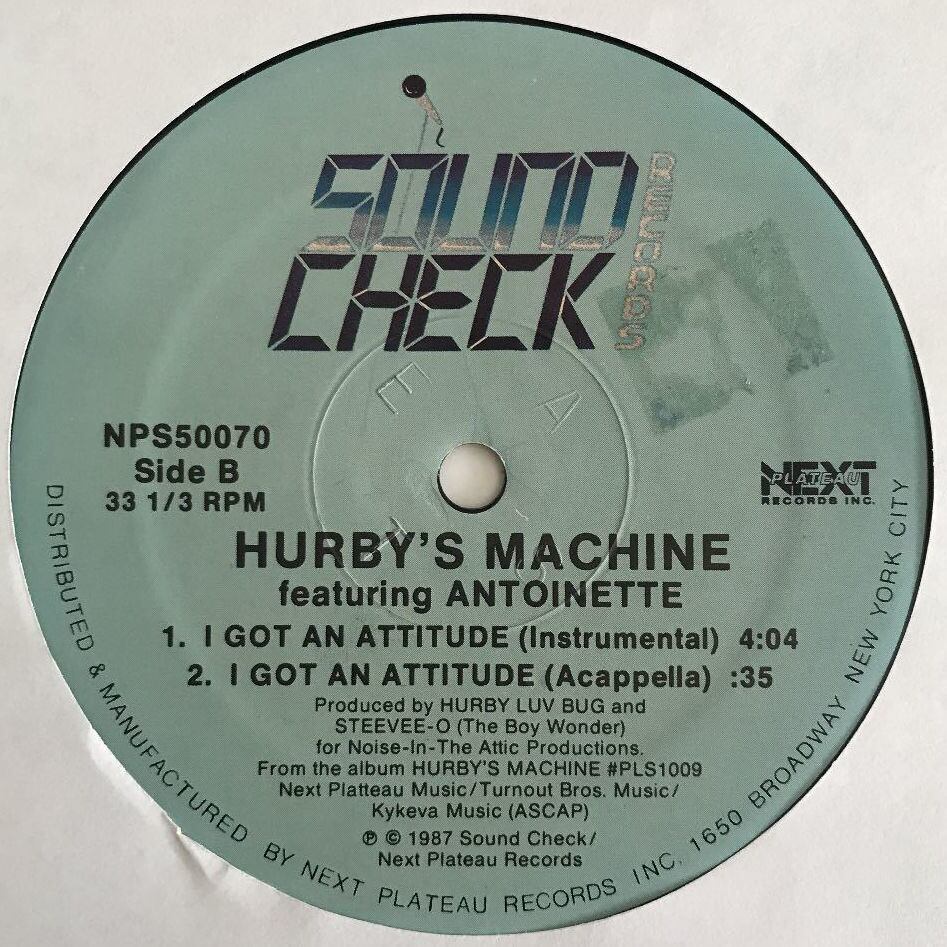 SOUND
CHECK
RECORDS
NPS50070
Side B
33 1/3 RPM
NEXT
PLATEAU
RECORDS INC.
HURBY'S MACHINE
featuring ANTOINETTE
1. I GOT AN ATTITUDE (Instrumental) 4:04
2. I GOT AN ATTITUDE (Acappella) :35
Produced by HURBY LUV BUG and
STEEVEE-O (The Boy Wonder)
for Noise-In-The Attic Productions.
From the album HURBY'S MACHINE #PLS1009
Next Platteau Music/Turnout Bros. Music/
Kykeva Music (ASCAP)
℗ © 1987 Sound Check/
Next Plateau Records
DISTRIBUTED & MANUFACTURED BY NEXT PLATEAU RECORDS INC. 1650 BROADWAY NEW YORK CITY